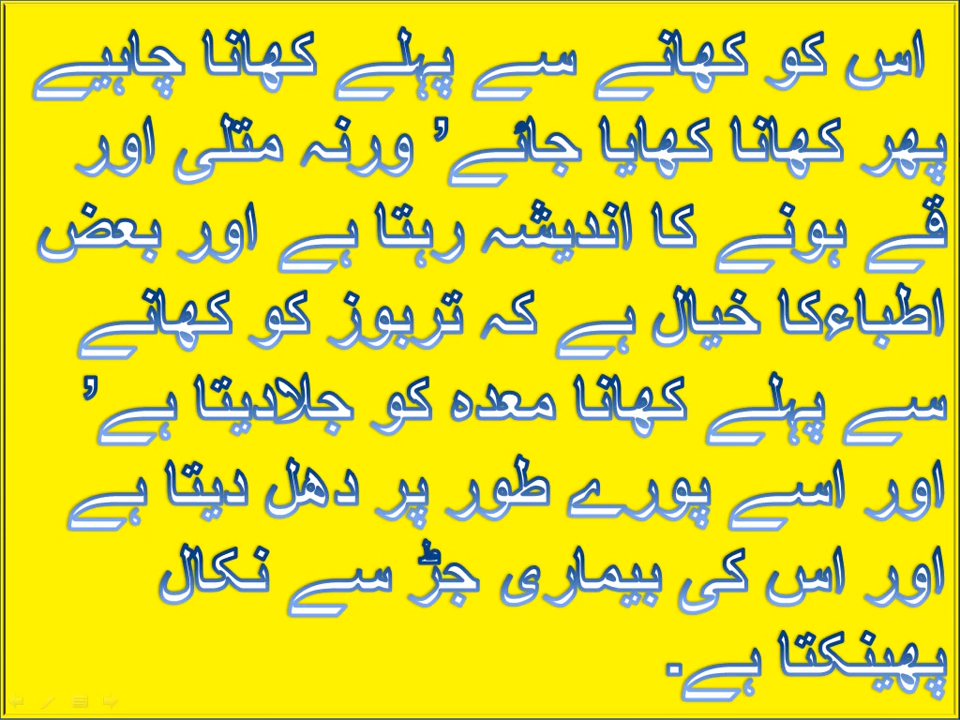 اس کو کھانے سے پہلے کھانا چاہیے
پھر کھانا کھایا جائے’ ورنہ متلی اور
قے ہونے کا اندیشہ رہتا ہے اور بعض
اطباءکا خیال ہے کہ تربوز کو کھانے
سے پہلے کھانا معدہ کو جلادیتا ہے’
اور اسے پورے طور پر دھل دیتا ہے
اور اس کی بیماری جڑ سے نکال
پھینکتا ہے.